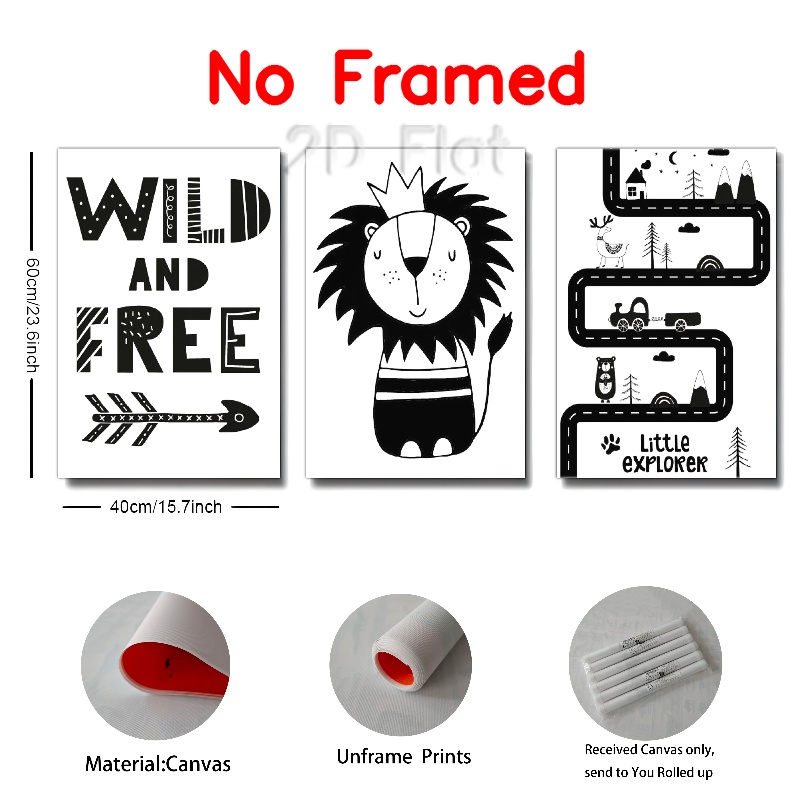 No Framed
2D Flat
60cm/23.6inch
WILD
AND
FREE
Little
EXPLORER
40cm/15.7inch
Material:Canvas
Unframe Prints
Received Canvas only,
send to You Rolled up